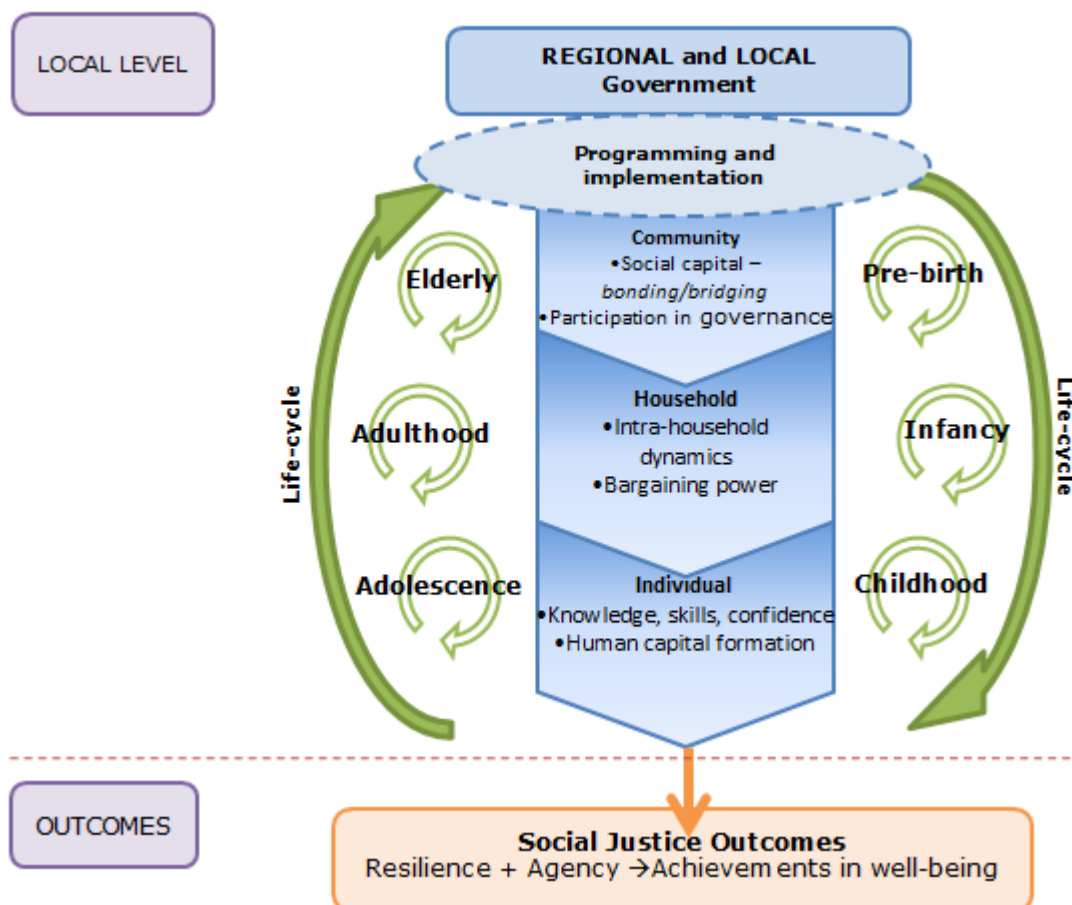 LOCAL LEVEL
REGIONAL and LOCAL
Government
Programming and
implementation
Community
•Social capital –
bonding/bridging
•Participation in governance
Household
•Intra-household
dynamics
•Bargaining power
Individual
•Knowledge, skills, confidence
•Human capital formation
Pre-birth
Infancy
Childhood
Life-cycle
Adolescence
Adulthood
Elderly
Life-cycle
OUTCOMES
Social Justice Outcomes
Resilience + Agency →Achievements in well-being